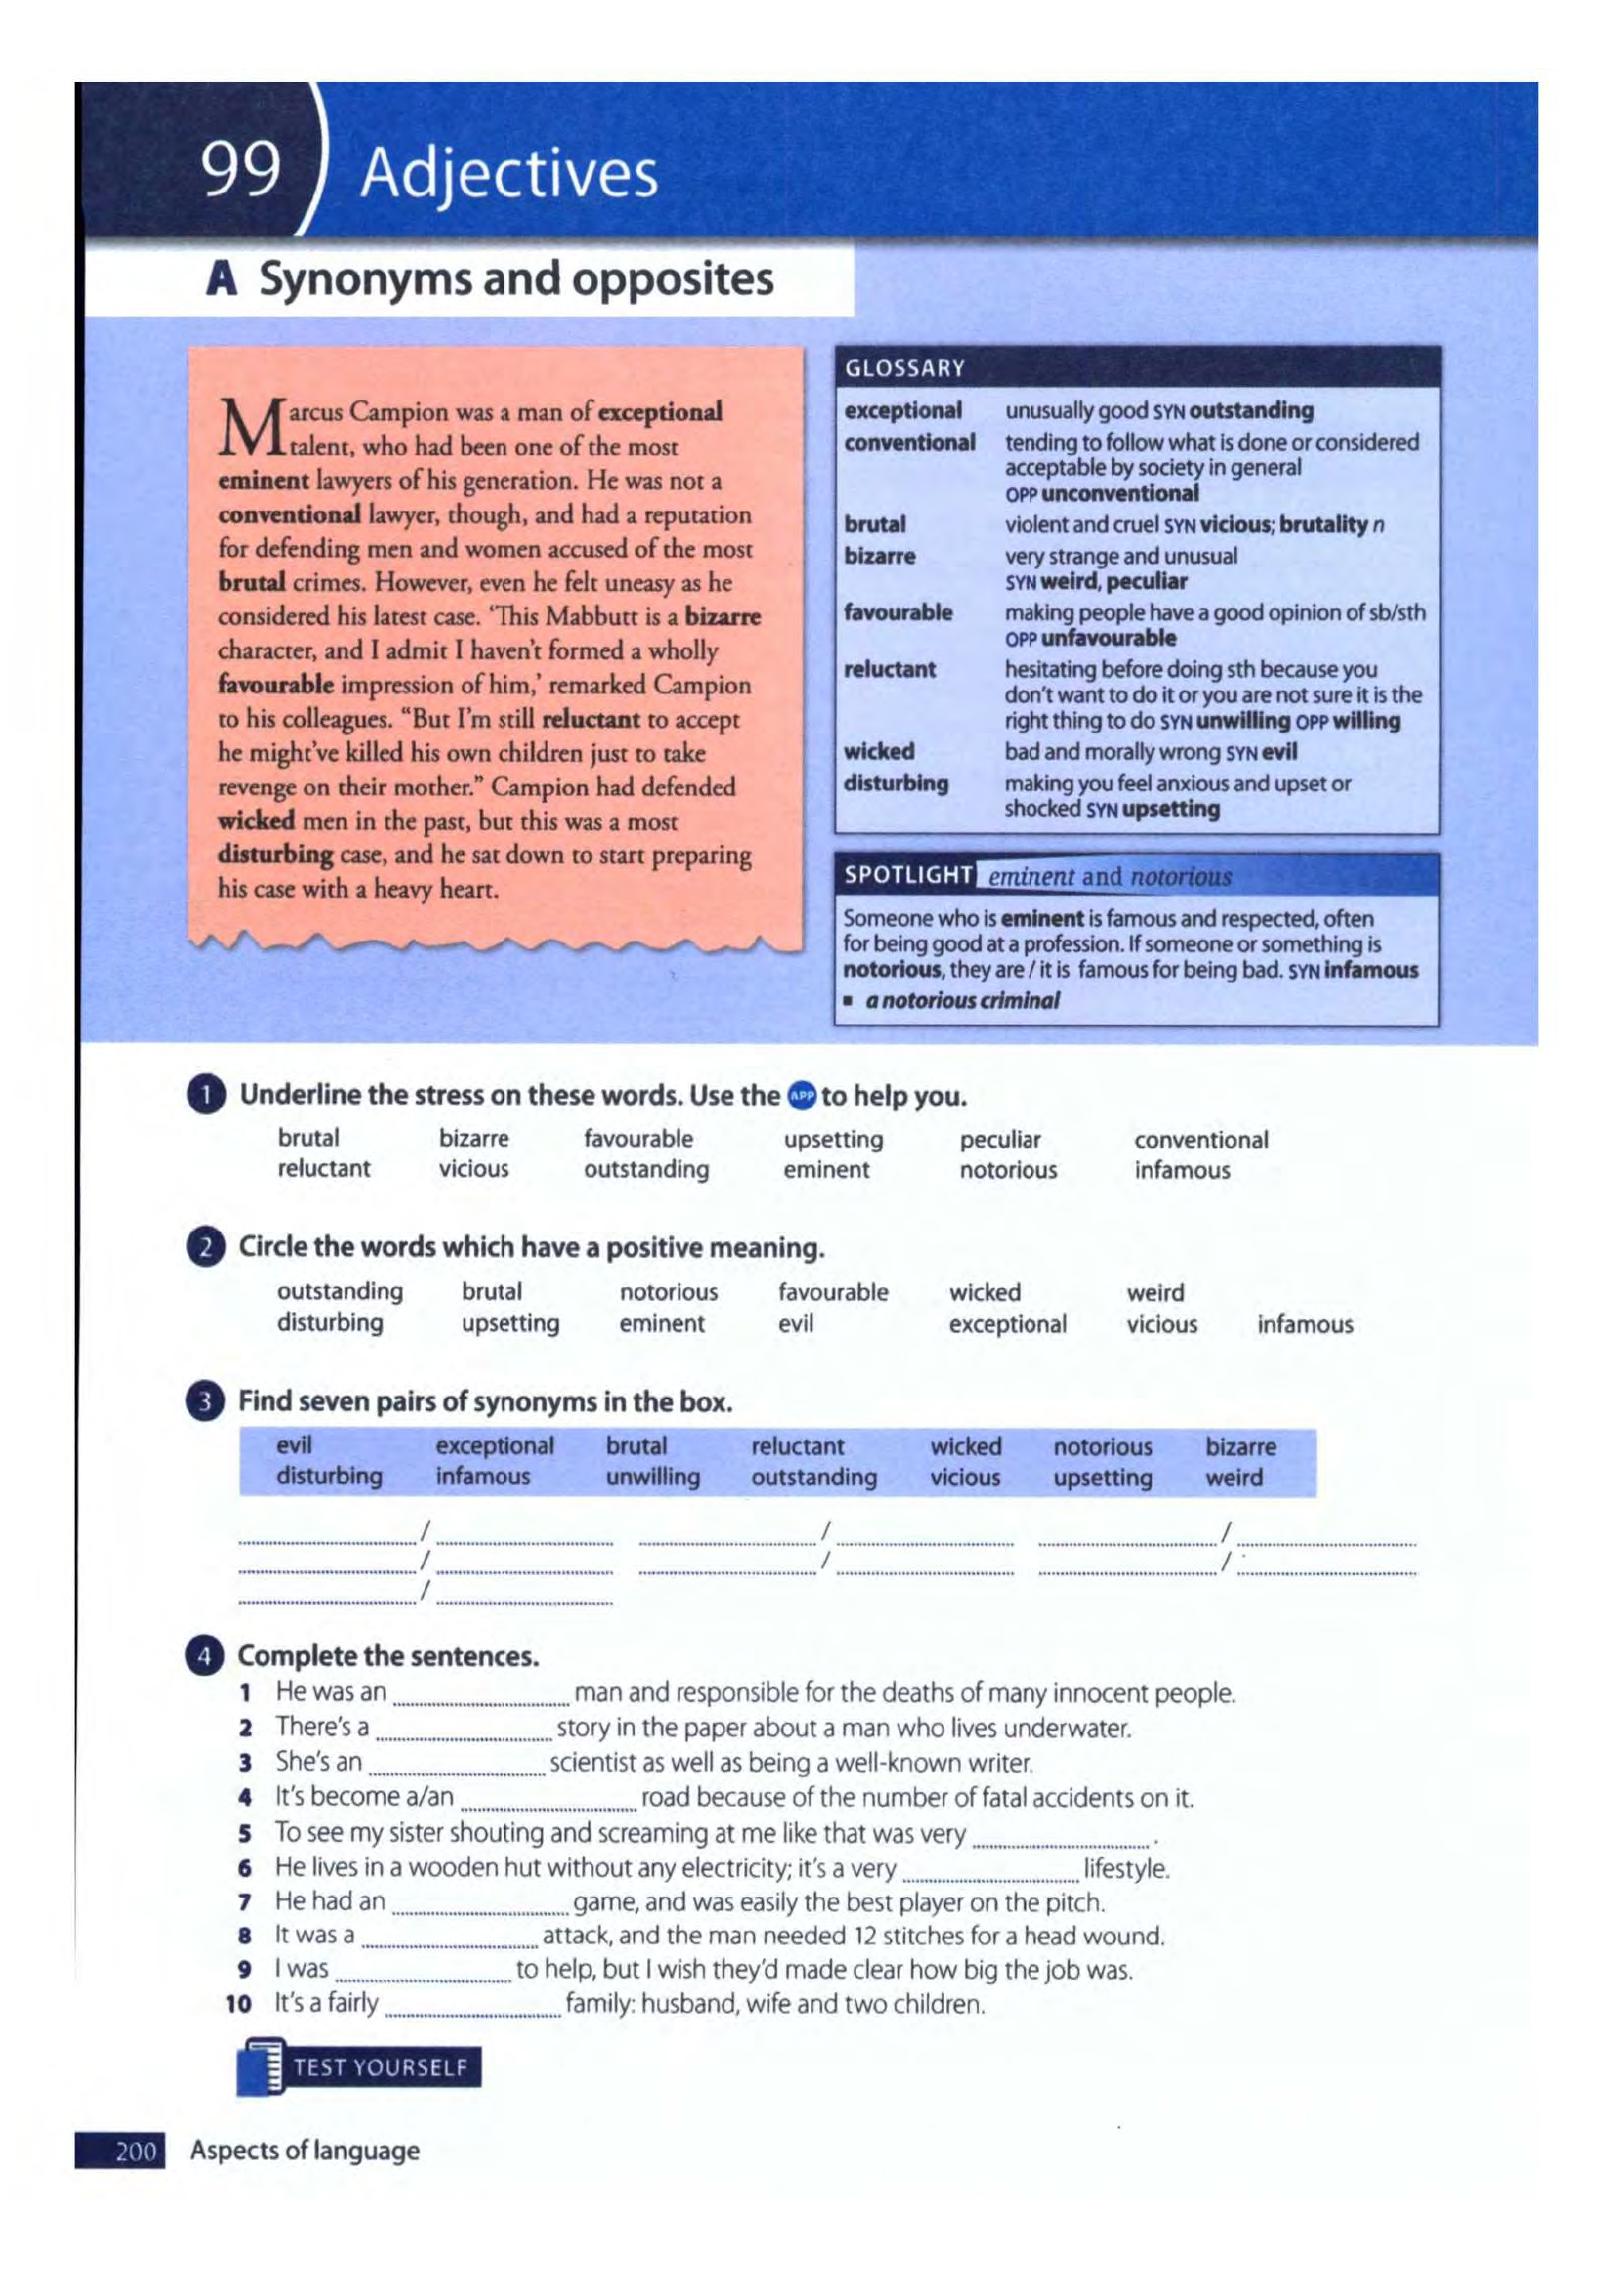 99 Adjectives
A Synonyms and opposites
Marcus Campion was a man of exceptional
talent, who had been one of the most
eminent lawyers of his generation. He was not a
conventional lawyer, though, and had a reputation
for defending men and women accused of the most
brutal crimes. However, even he felt uneasy as he
considered his latest case. ‘This Mabbutt is a bizarre
character, and I admit I haven’t formed a wholly
favourable impression of him,’ remarked Campion
to his colleagues. “But I’m still reluctant to accept
he might’ve killed his own children just to take
revenge on their mother.” Campion had defended
wicked men in the past, but this was a most
disturbing case, and he sat down to start preparing
his case with a heavy heart.
GLOSSARY
exceptional unusually good SYN outstanding
conventional tending to follow what is done or considered
acceptable by society in general
OPP unconventional
brutal violent and cruel SYN vicious; brutality n
bizarre very strange and unusual
SYN weird, peculiar
favourable making people have a good opinion of sb/sth
OPP unfavourable
reluctant hesitating before doing sth because you
don't want to do it or you are not sure it is the
right thing to do SYN unwilling OPP willing
wicked bad and morally wrong SYN evil
disturbing making you feel anxious and upset or
shocked SYN upsetting
SPOTLIGHT eminent and notorious
Someone who is eminent is famous and respected, often
for being good at a profession. If someone or something is
notorious, they are / it is famous for being bad. SYN infamous
▪ a notorious criminal
1 Underline the stress on these words. Use the APP to help you.
brutal bizarre favourable upsetting peculiar conventional
reluctant vicious outstanding eminent notorious infamous
2 Circle the words which have a positive meaning.
outstanding brutal notorious favourable wicked weird
disturbing upsetting eminent evil exceptional vicious infamous
3 Find seven pairs of synonyms in the box.
evil exceptional brutal reluctant wicked notorious bizarre
disturbing infamous unwilling outstanding vicious upsetting weird
/ / /
/ / /
/
4 Complete the sentences.
1 He was an ______ man and responsible for the deaths of many innocent people.
2 There's a ______ story in the paper about a man who lives underwater.
3 She's an ______ scientist as well as being a well-known writer.
4 It's become a/an ______ road because of the number of fatal accidents on it.
5 To see my sister shouting and screaming at me like that was very ______.
6 He lives in a wooden hut without any electricity; it's a very ______ lifestyle.
7 He had an ______ game, and was easily the best player on the pitch.
8 It was a ______ attack, and the man needed 12 stitches for a head wound.
9 I was ______ to help, but I wish they'd made clear how big the job was.
10 It's a fairly ______ family: husband, wife and two children.
TEST YOURSELF
200 Aspects of language